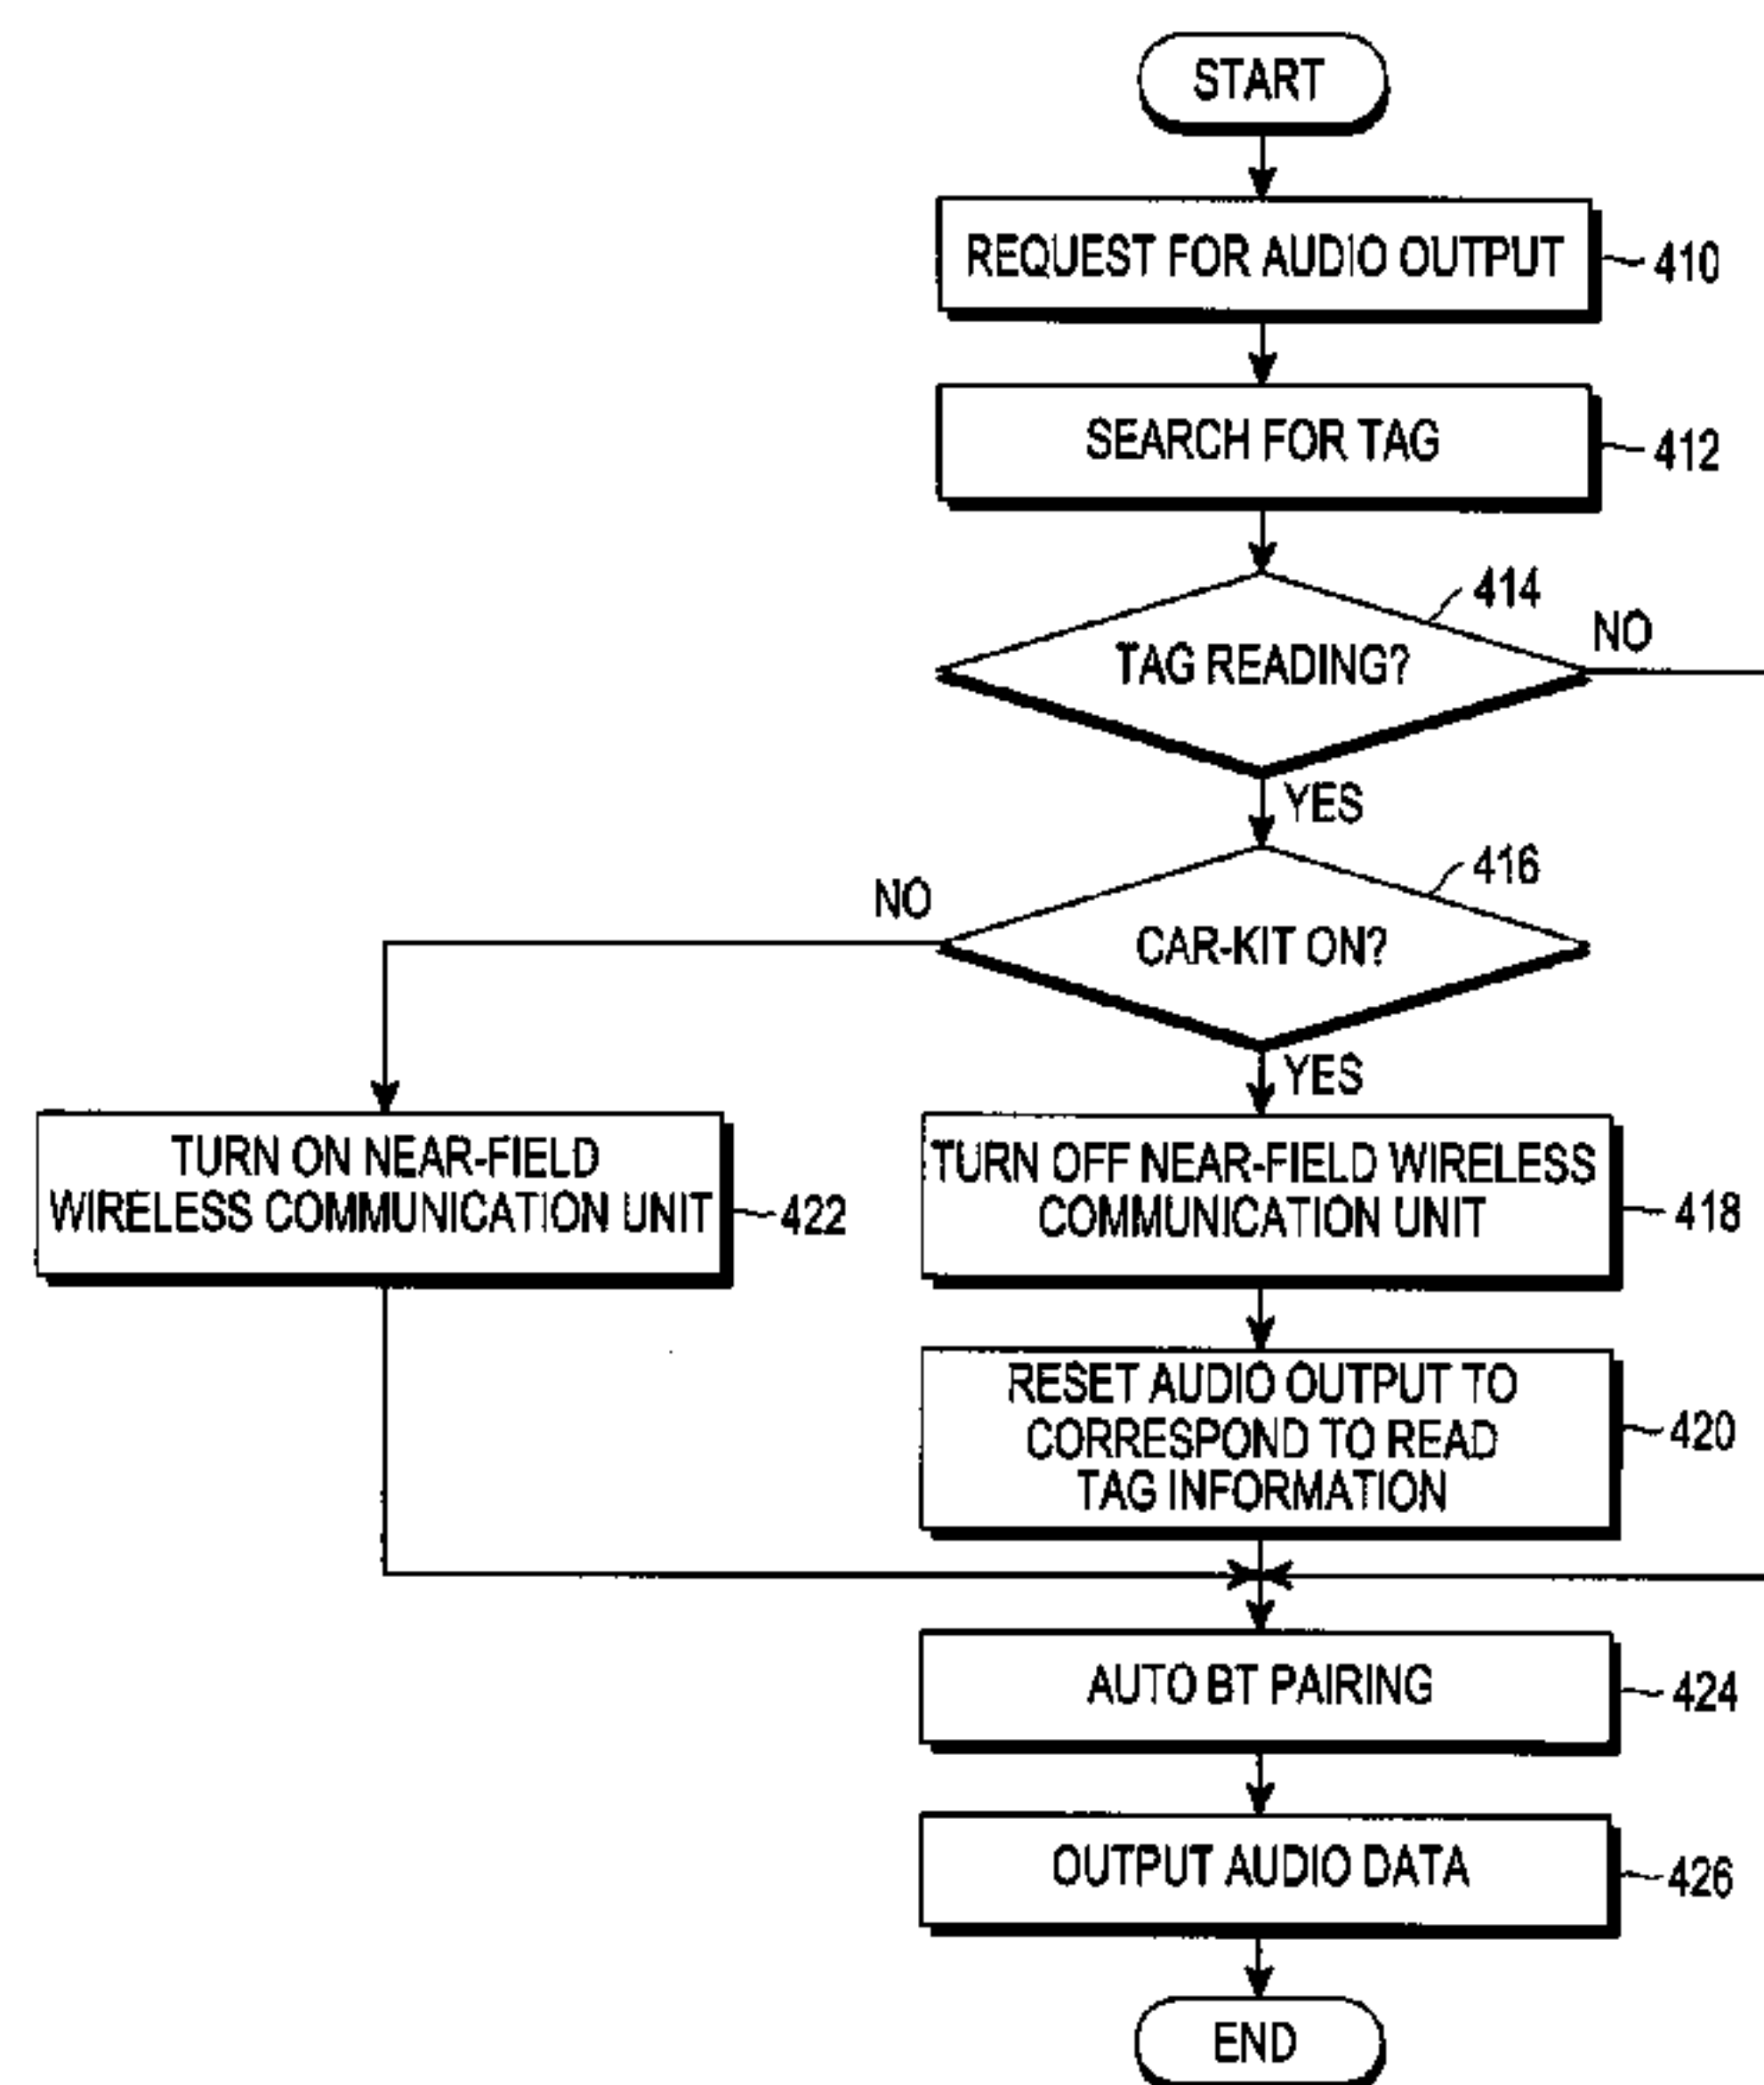 START
REQUEST FOR AUDIO OUTPUT
410
SEARCH FOR TAG
412
414
TAG READING?
NO
YES
416
NO
CAR-KIT ON?
YES
TURN ON NEAR-FIELD
WIRELESS COMMUNICATION UNIT
422
TURN OFF NEAR-FIELD WIRELESS
COMMUNICATION UNIT
418
RESET AUDIO OUTPUT TO
CORRESPOND TO READ
TAG INFORMATION
420
AUTO BT PAIRING
424
OUTPUT AUDIO DATA
426
END